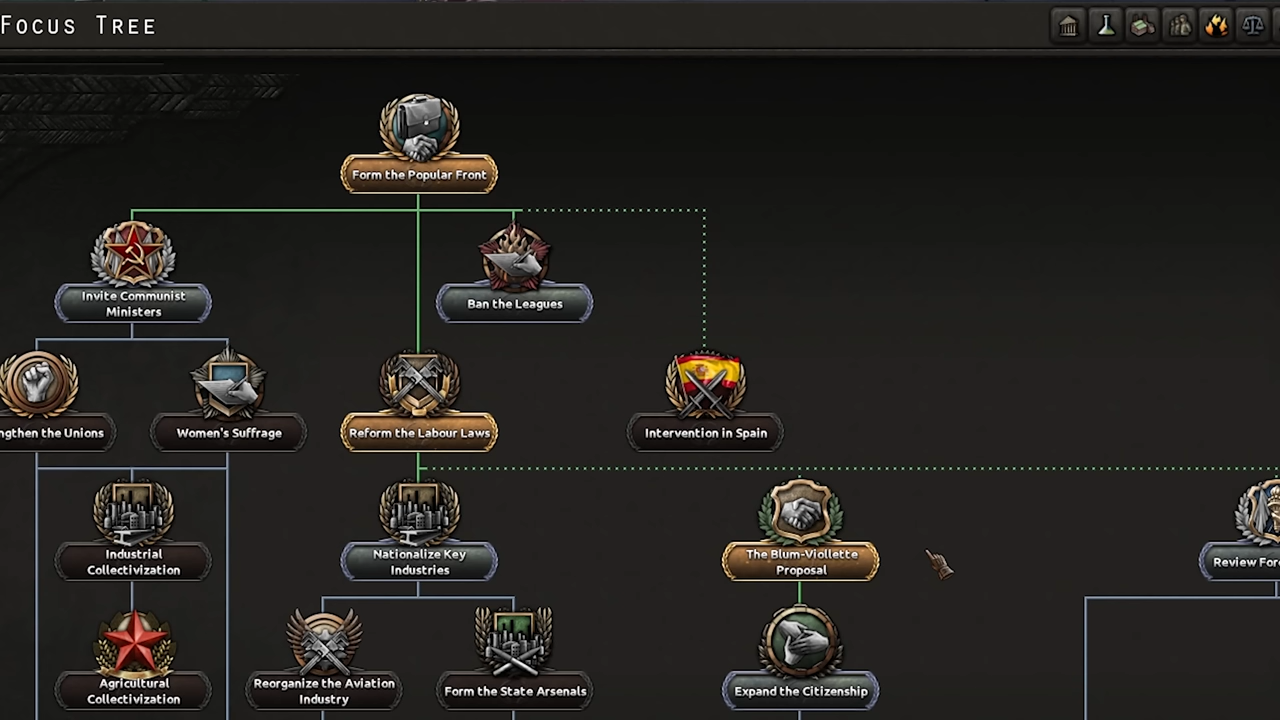 FOCUS TREE
Form the Popular Front
Invite Communist
Ministers
Ban the Leagues
ngthen the Unions
Women's Suffrage
Reform the Labour Laws
Intervention in Spain
Industrial
Collectivization
Nationalize Key
Industries
The Blum-Viollette
Proposal
Review For
Agricultural
Collectivization
Reorganize the Aviation
Industry
Form the State Arsenals
Expand the Citizenship